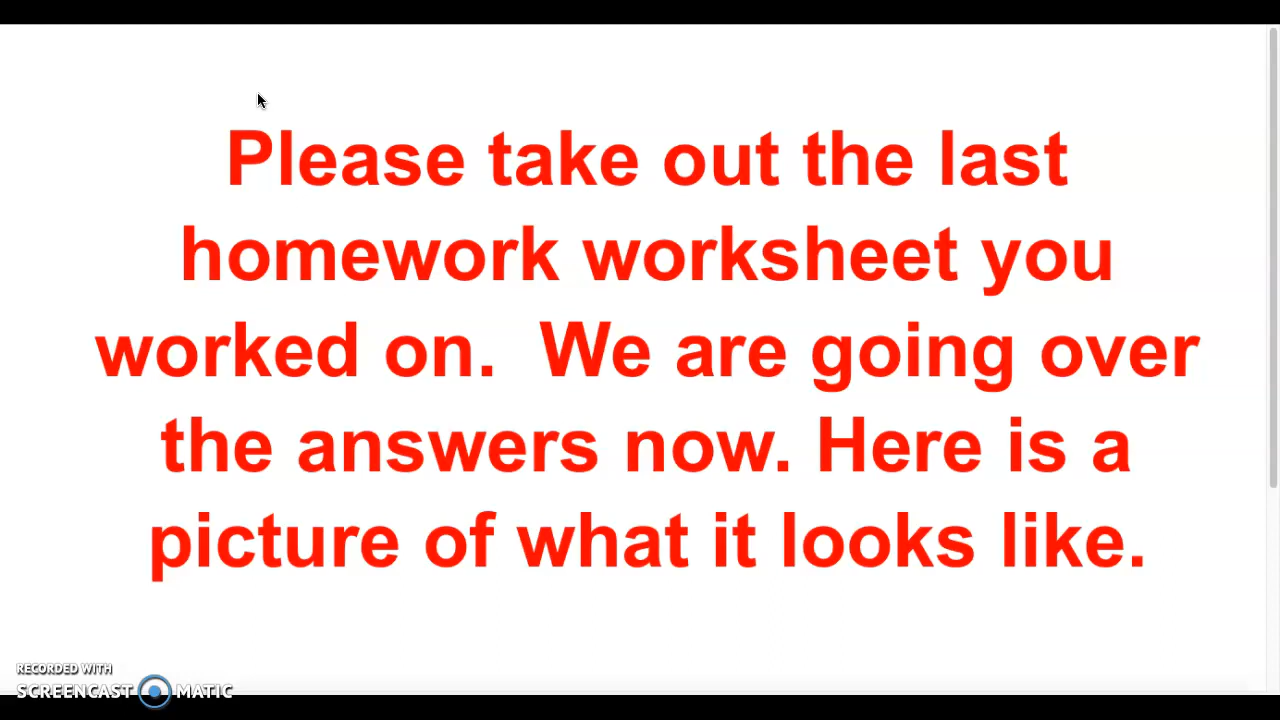 Please take out the last
homework worksheet you
worked on.  We are going over
the answers now. Here is a
picture of what it looks like.
RECORDED WITH
SCREENCAST MATIC